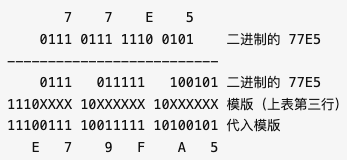 7 7 E 5
0111 0111 1110 0101 二进制的 77E5
--------------------------
0111 011111 100101 二进制的 77E5
1110XXXX 10XXXXXX 10XXXXXX 模版（上表第三行）
11100111 10011111 10100101 代入模版
E 7 9 F A 5